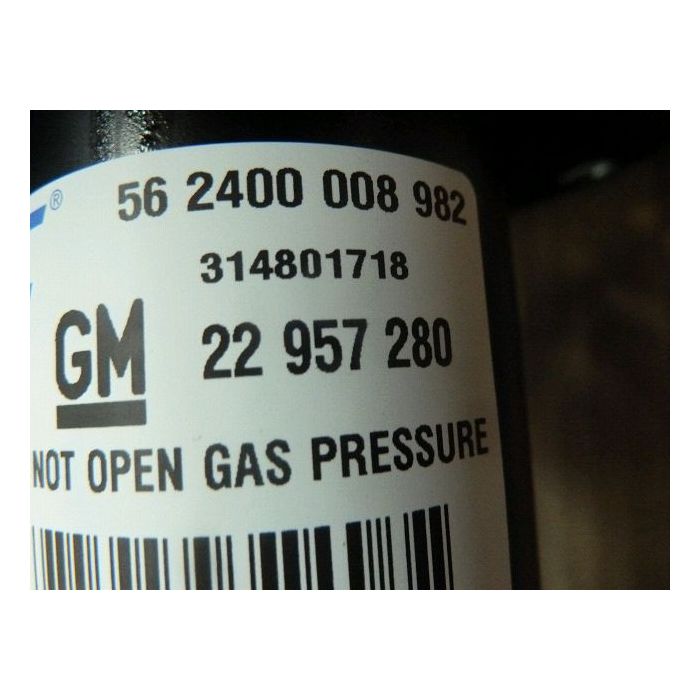 ®
56 2400 008 982
314801718
GM 22 957 280
NOT OPEN GAS PRESSURE